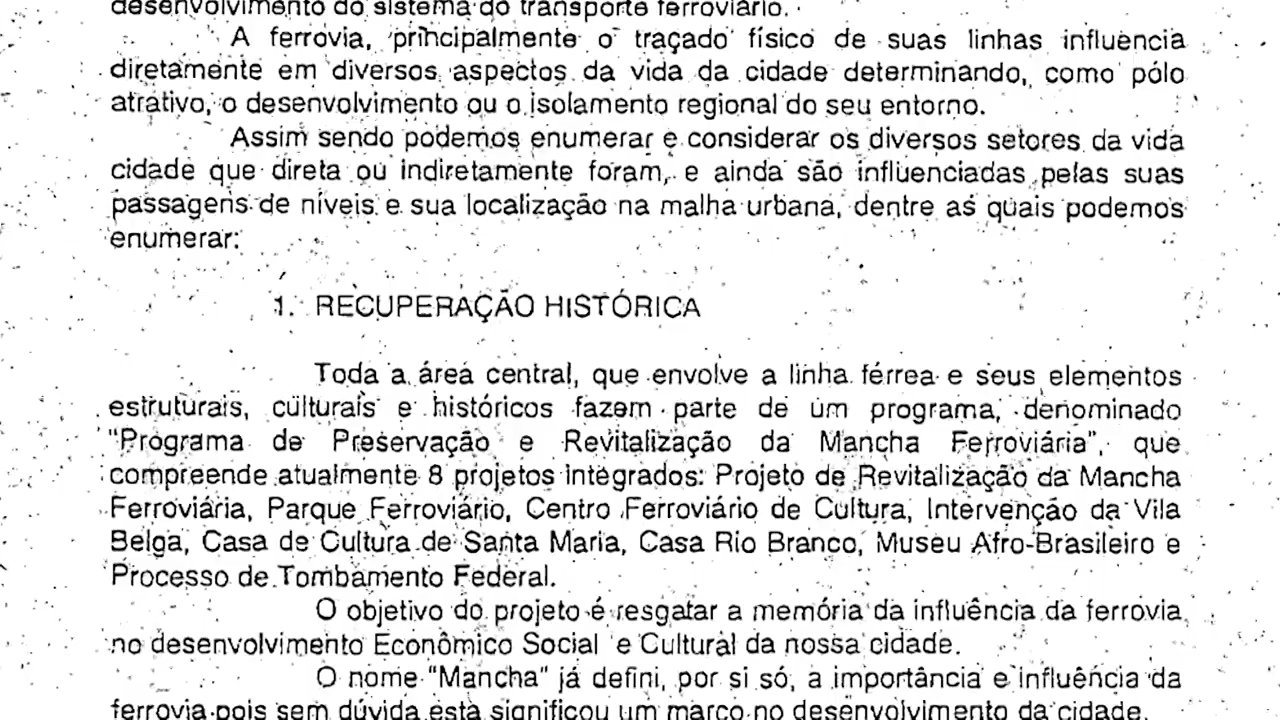 desenvolvimento do sistema do transporte ferroviário.
A ferrovia, principalmente o traçado físico de suas linhas influencia
diretamente em diversos aspectos da vida da cidade determinando, como pólo
atrativo, o desenvolvimento ou o isolamento regional do seu entorno.
Assim sendo podemos enumerar e considerar os diversos setores da vida
cidade que direta ou indiretamente foram, e ainda são influenciadas pelas suas
passagens de níveis e sua localização na malha urbana, dentre as quais podemos
enumerar:
1. RECUPERAÇÃO HISTÓRICA
Toda a área central, que envolve a linha férrea e seus elementos
estruturais, culturais e históricos fazem parte de um programa, denominado
"Programa de Preservação e Revitalização da Mancha Ferroviária", que
compreende atualmente 8 projetos integrados: Projeto de Revitalização da Mancha
Ferroviária, Parque Ferroviário, Centro Ferroviário de Cultura, Intervenção da Vila
Belga, Casa de Cultura de Santa Maria, Casa Rio Branco, Museu Afro-Brasileiro e
Processo de Tombamento Federal.
O objetivo do projeto é resgatar a memória da influência da ferrovia
no desenvolvimento Econômico Social e Cultural da nossa cidade.
O nome "Mancha" já defini, por si só, a importância e influência da
ferrovia pois sem dúvida esta significou um marco no desenvolvimento da cidade.